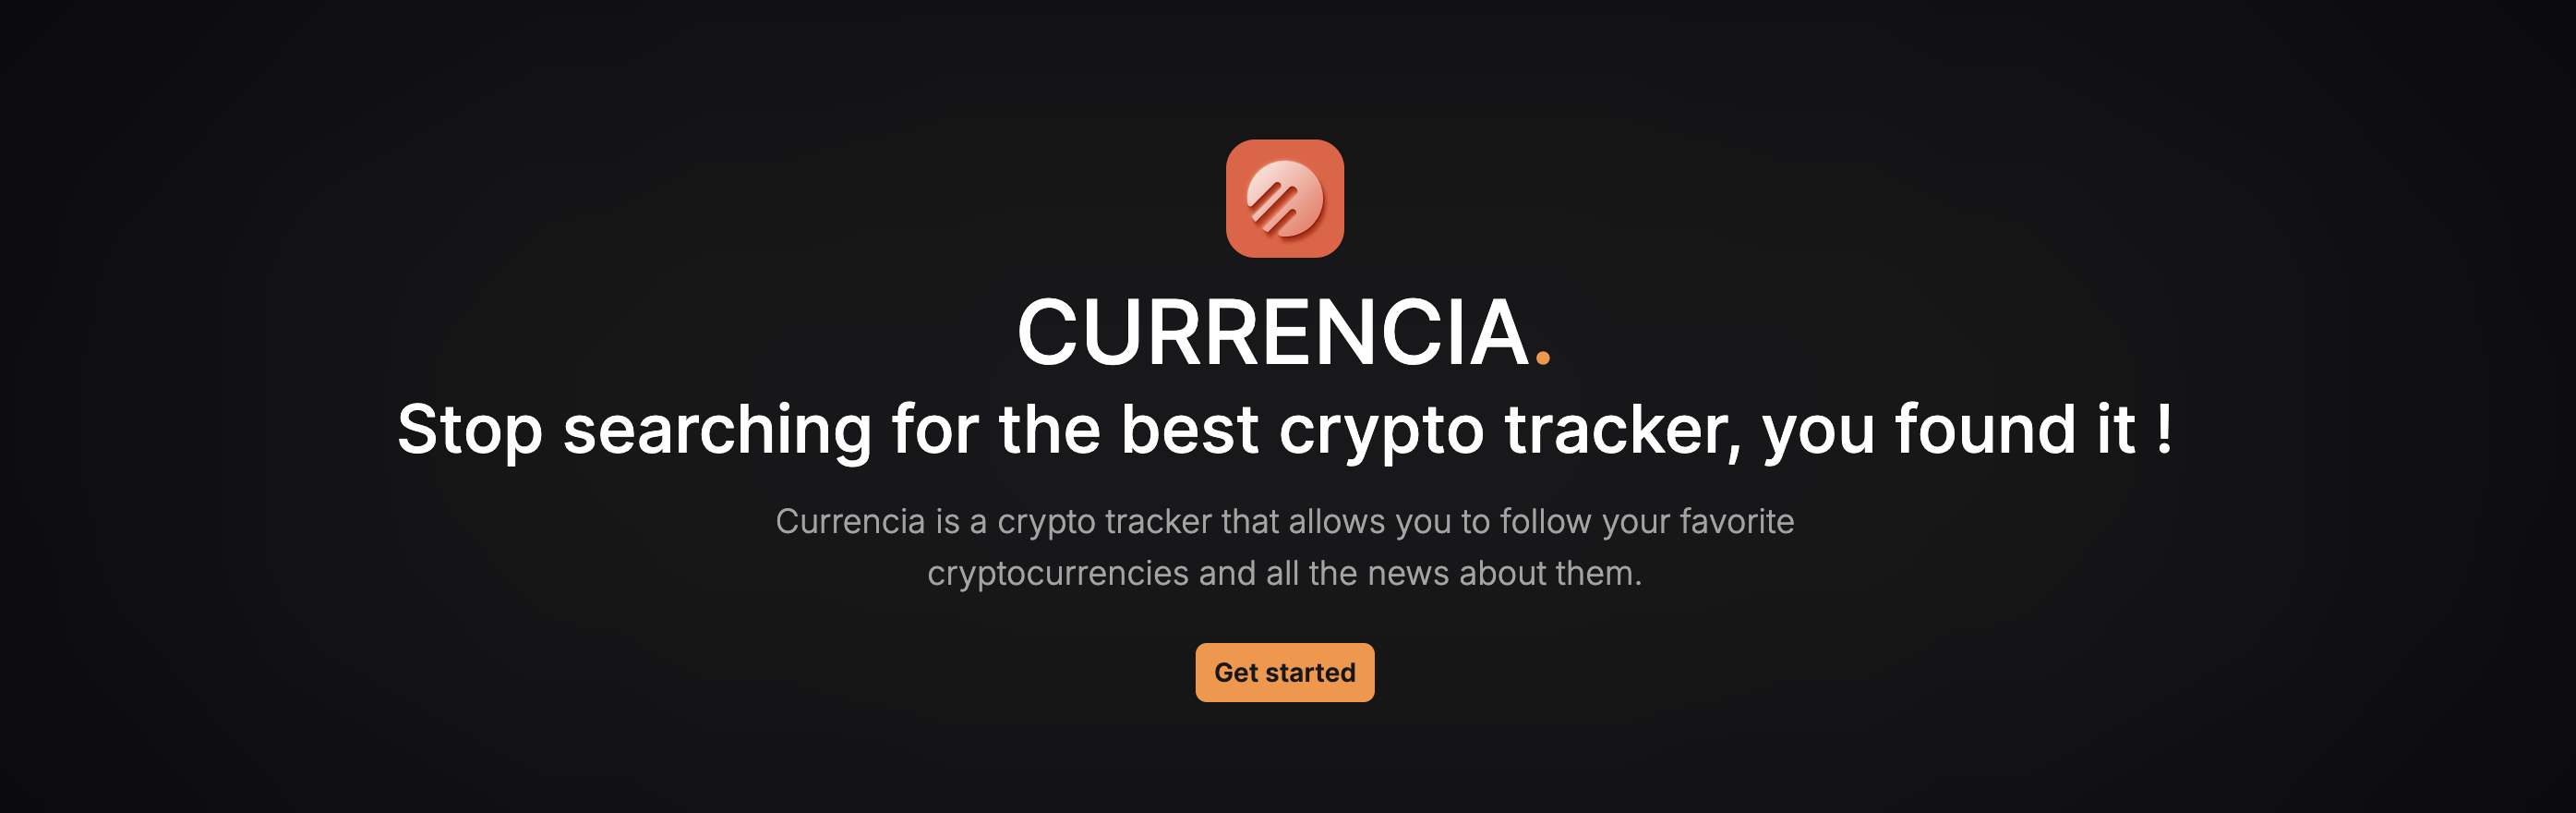 CURRENCIA.
Stop searching for the best crypto tracker, you found it !
Currencia is a crypto tracker that allows you to follow your favorite
cryptocurrencies and all the news about them.
Get started